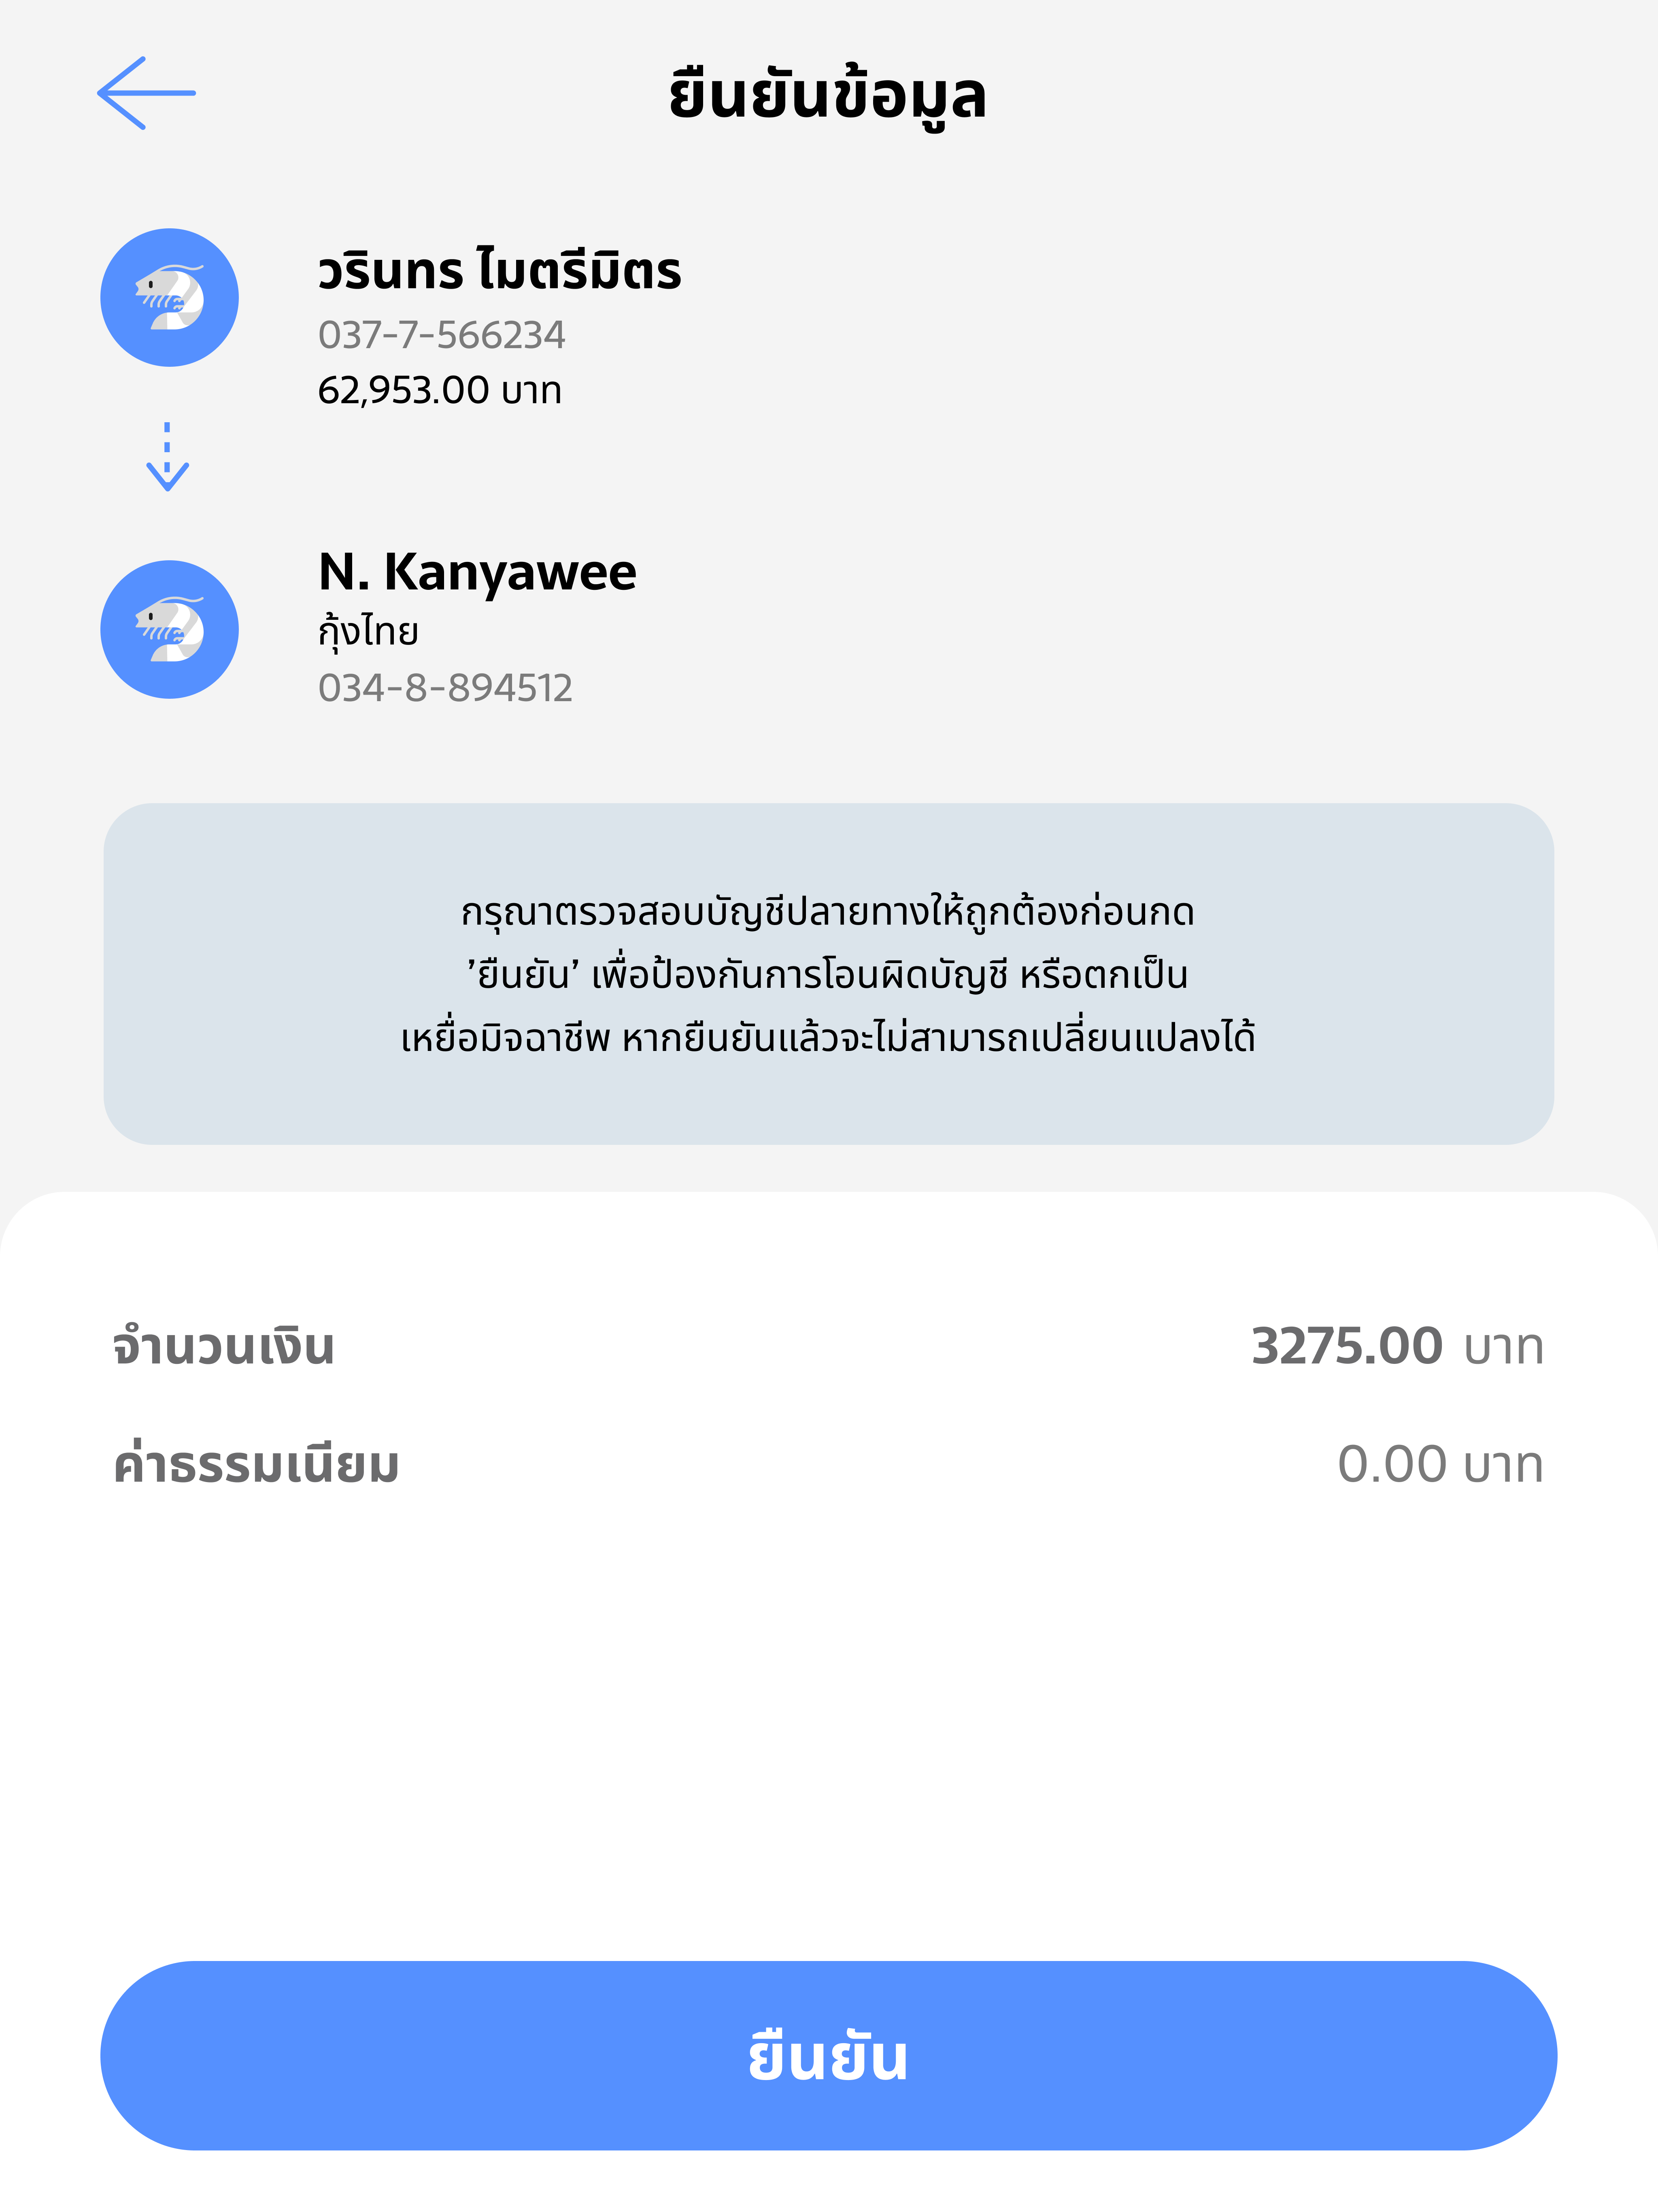 ยืนยันข้อมูล
วรินทร ไมตรีมิตร
037-7-566234
62,953.00 บาท
N. Kanyawee
กุ้งไทย
034-8-894512
กรุณาตรวจสอบบัญชีปลายทางให้ถูกต้องก่อนกด
’ยืนยัน’ เพื่อป้องกันการโอนผิดบัญชี หรือตกเป็น
เหยื่อมิจฉาชีพ หากยืนยันแล้วจะไม่สามารถเปลี่ยนแปลงได้
จำนวนเงิน 3275.00 บาท
ค่าธรรมเนียม 0.00 บาท
ยืนยัน